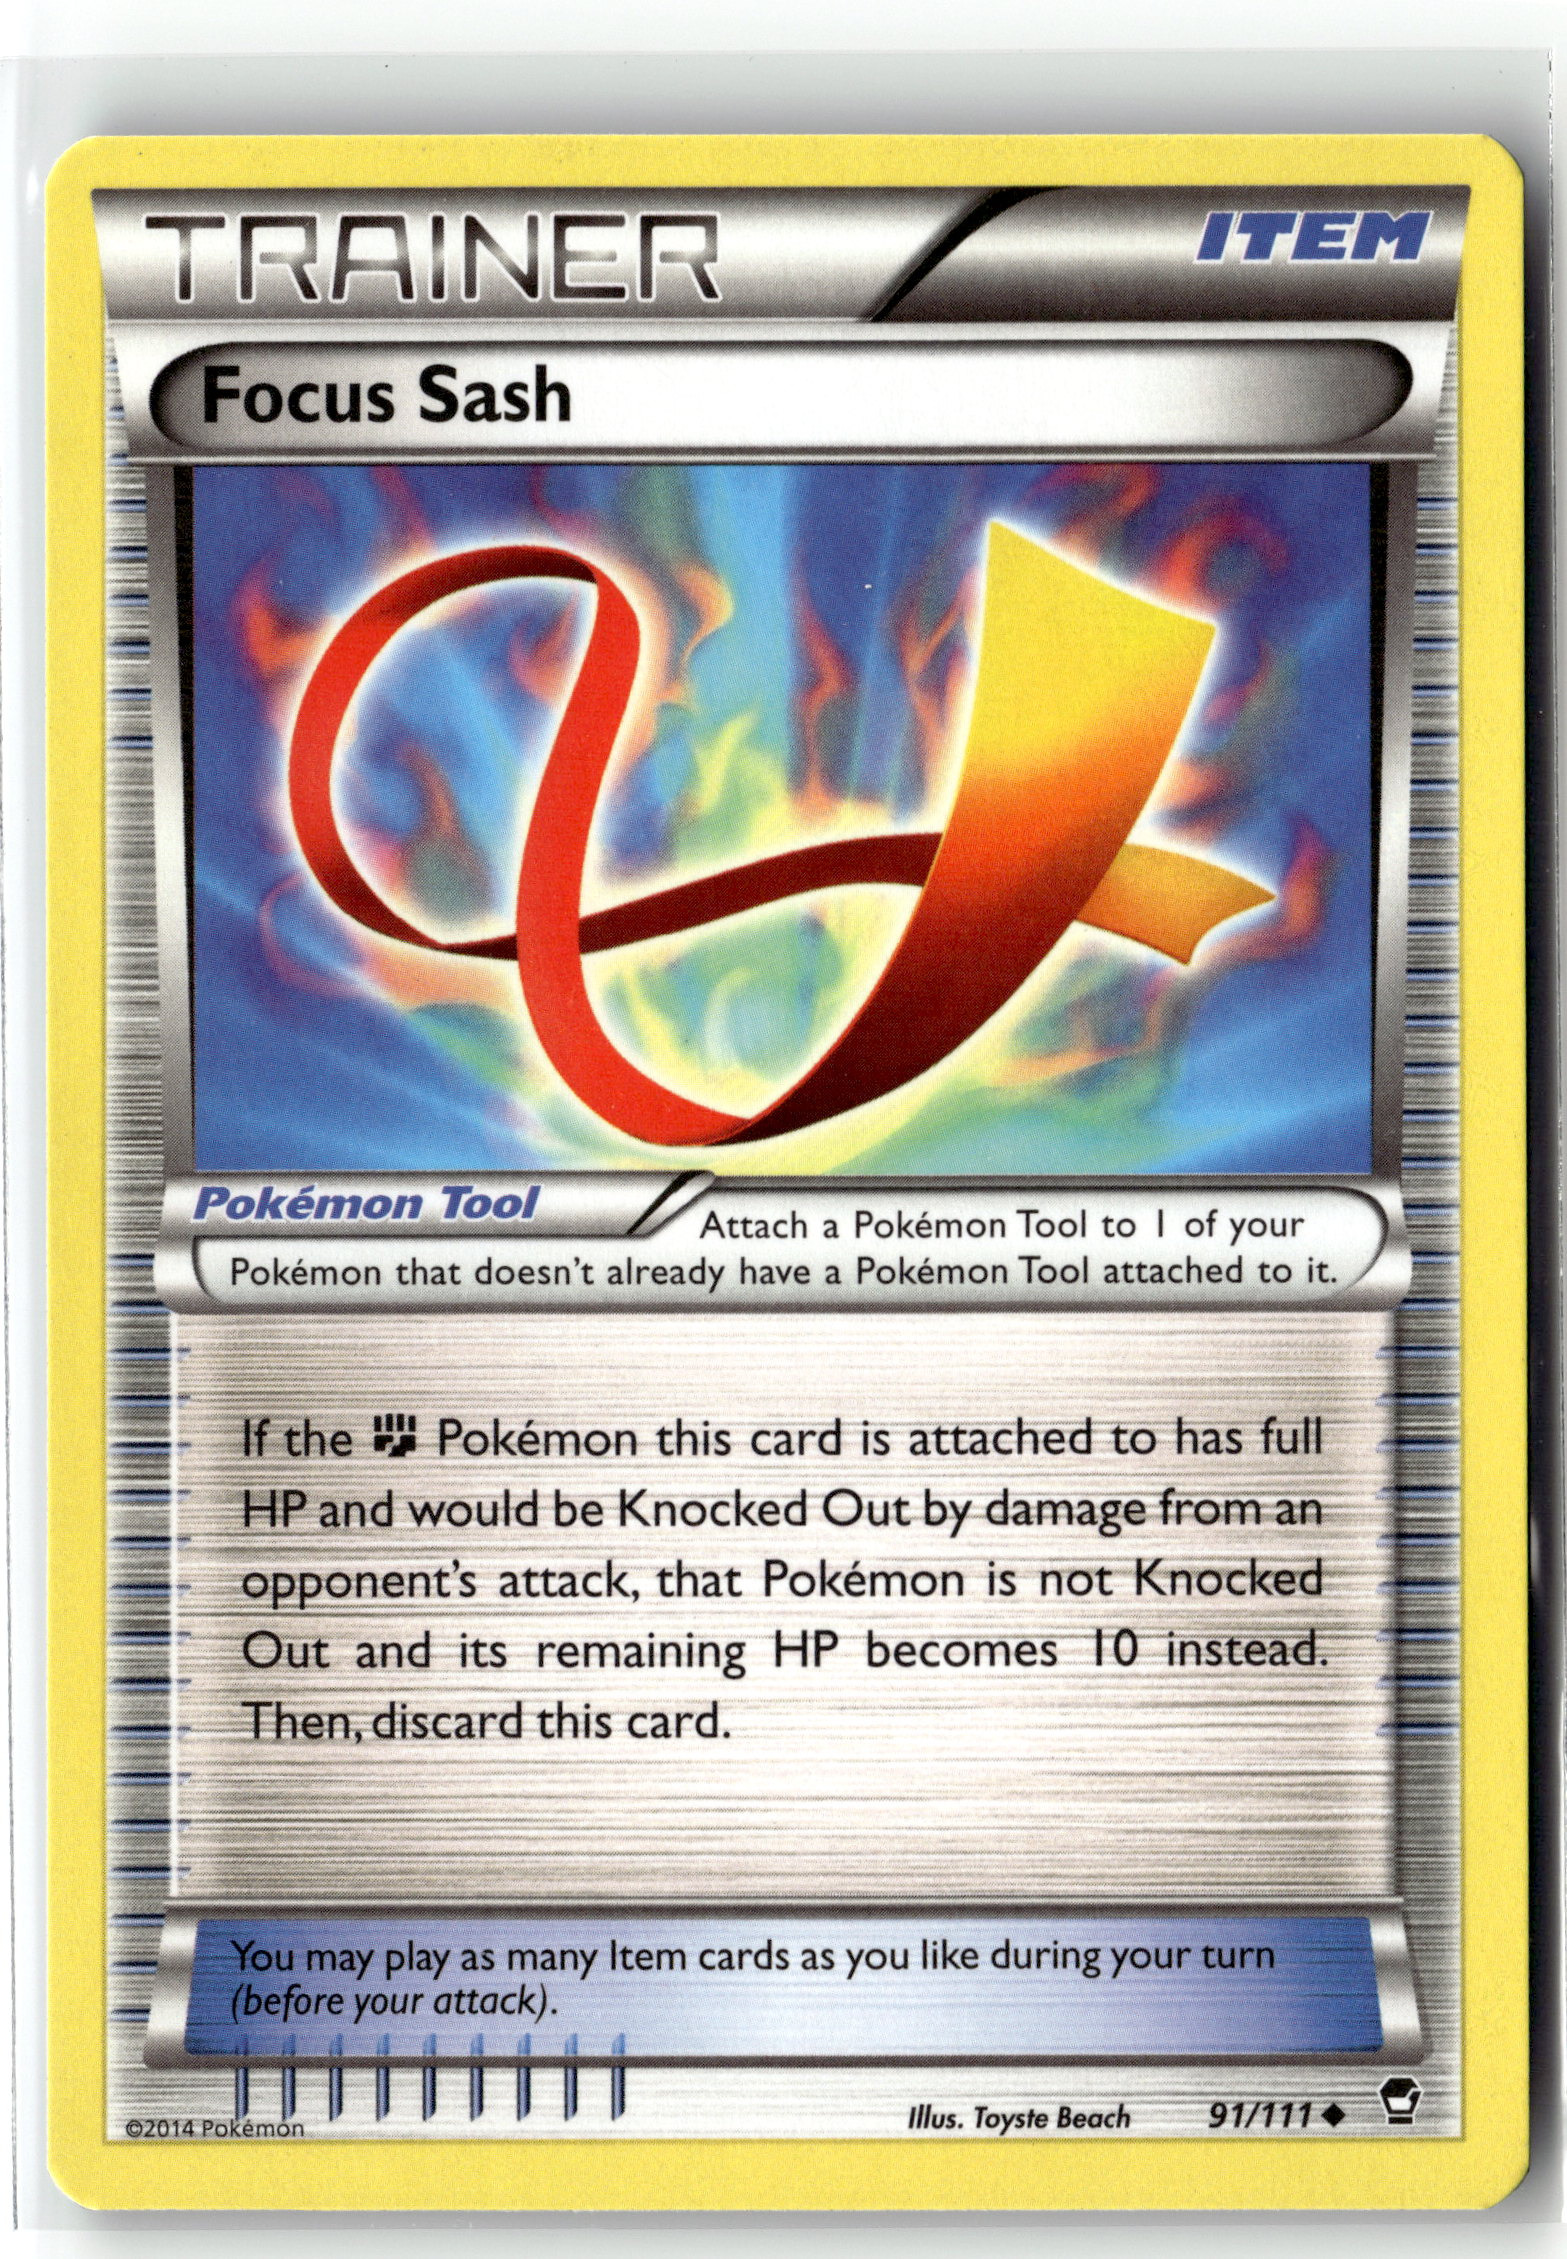 TRAINER
ITEM
Focus Sash
Pokémon Tool
Attach a Pokémon Tool to 1 of your
Pokémon that doesn't already have a Pokémon Tool attached to it.
If the Pokémon this card is attached to has full
HP and would be Knocked Out by damage from an
opponent's attack, that Pokémon is not Knocked
Out and its remaining HP becomes 10 instead.
Then, discard this card.
You may play as many Item cards as you like during your turn
(before your attack).
©2014 Pokémon
Illus. Toyste Beach
91/111 ◆